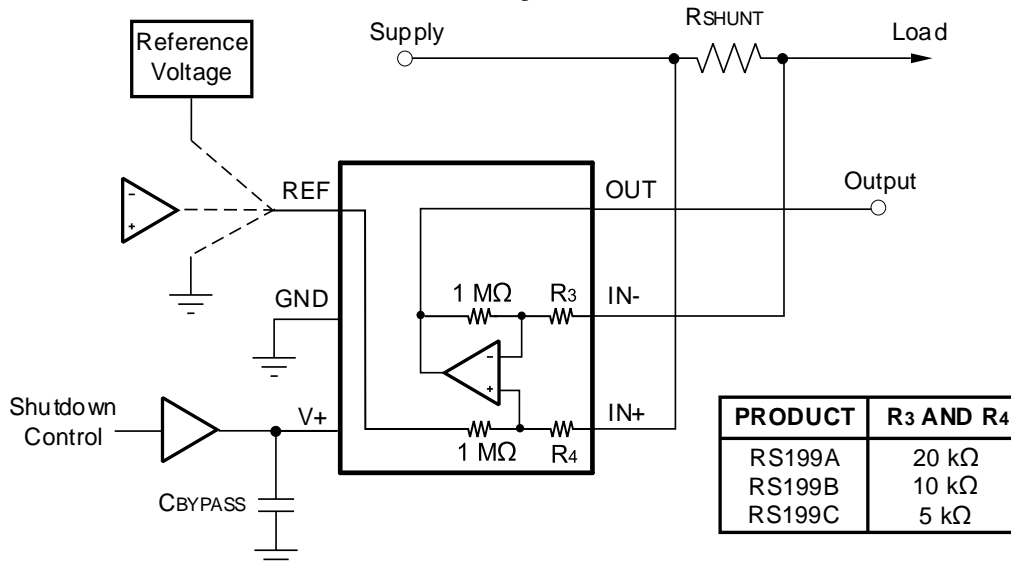 RSHUNT
Supply
Load
Reference
Voltage
REF
OUT
Output
GND
1 MΩ
R3
IN-
-
+
-
+
Shutdown
Control
V+
1 MΩ
R4
IN+
CBYPASS
PRODUCT R3 AND R4
RS199A 20 kΩ
RS199B 10 kΩ
RS199C 5 kΩ